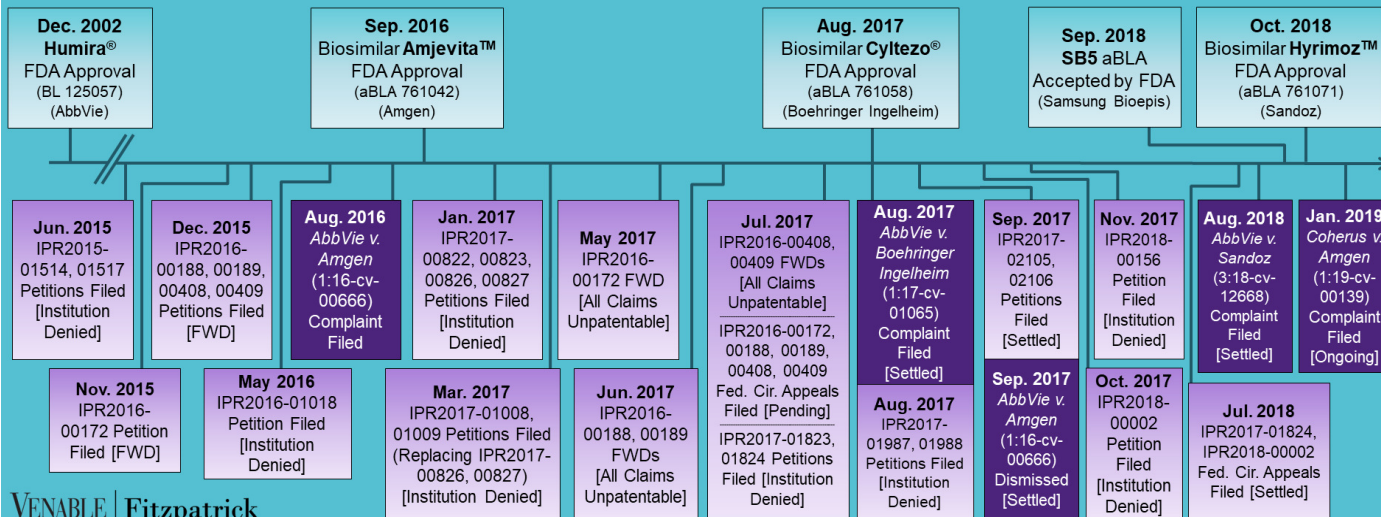 Dec. 2002
Humira®
FDA Approval
(BL 125057)
(AbbVie)
Sep. 2016
Biosimilar Amjevita™
FDA Approval
(aBLA 761042)
(Amgen)
Aug. 2017
Biosimilar Cyltezo®
FDA Approval
(aBLA 761058)
(Boehringer Ingelheim)
Sep. 2018
SB5 aBLA
Accepted by FDA
(Samsung Bioepis)
Oct. 2018
Biosimilar Hyrimoz™
FDA Approval
(aBLA 761071)
(Sandoz)
Jun. 2015
IPR2015-
01514, 01517
Petitions Filed
[Institution
Denied]
Dec. 2015
IPR2016-
00188, 00189,
00408, 00409
Petitions Filed
[FWD]
Aug. 2016
AbbVie v.
Amgen
(1:16-cv-
00666)
Complaint
Filed
Jan. 2017
IPR2017-
00822, 00823,
00826, 00827
Petitions Filed
[Institution
Denied]
May 2017
IPR2016-
00172 FWD
[All Claims
Unpatentable]
Jul. 2017
IPR2016-00408,
00409 FWDs
[All Claims
Unpatentable]
IPR2016-00172,
00188, 00189,
00408, 00409
Fed. Cir. Appeals
Filed [Pending]
IPR2017-01823,
01824 Petitions
Filed [Institution
Denied]
Aug. 2017
AbbVie v.
Boehringer
Ingelheim
(1:17-cv-
01065)
Complaint
Filed
[Settled]
Sep. 2017
IPR2017-
02105,
02106
Petitions
Filed
[Settled]
Nov. 2017
IPR2018-
00156
Petition
Filed
[Institution
Denied]
Aug. 2018
AbbVie v.
Sandoz
(3:18-cv-
12668)
Complaint
Filed
[Settled]
Jan. 2019
Coherus v.
Amgen
(1:19-cv-
00139)
Complaint
Filed
[Ongoing]
Nov. 2015
IPR2016-
00172 Petition
Filed [FWD]
May 2016
IPR2016-01018
Petition Filed
[Institution
Denied]
Mar. 2017
IPR2017-01008,
01009 Petitions Filed
(Replacing IPR2017-
00826, 00827)
[Institution Denied]
Jun. 2017
IPR2016-
00188, 00189
FWDs
[All Claims
Unpatentable]
Aug. 2017
IPR2017-
01987, 01988
Petitions Filed
[Institution
Denied]
Sep. 2017
AbbVie v.
Amgen
(1:16-cv-
00666)
Dismissed
[Settled]
Oct. 2017
IPR2018-
00002
Petition
Filed
[Institution
Denied]
Jul. 2018
IPR2017-01824,
IPR2018-00002
Fed. Cir. Appeals
Filed [Settled]
VENABLE | Fitzpatrick